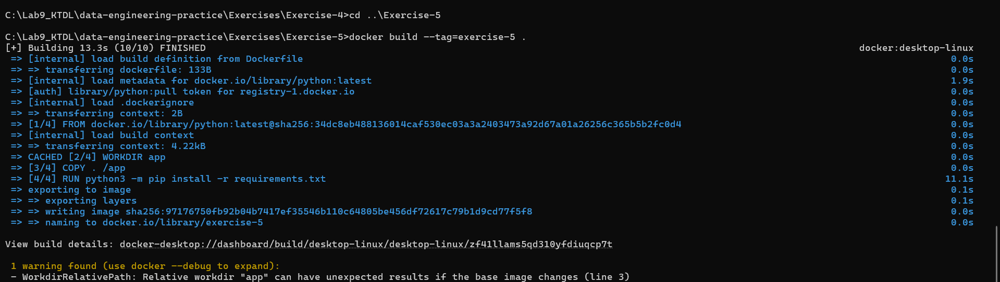 C:\Lab9_KTDL\data-engineering-practice\Exercises\Exercise-4>cd ..\Exercise-5
C:\Lab9_KTDL\data-engineering-practice\Exercises\Exercise-5>docker build --tag=exercise-5 .
[+] Building 13.3s (10/10) FINISHED docker:desktop-linux
=> [internal] load build definition from Dockerfile 0.0s
=> => transferring dockerfile: 133B 0.0s
=> [internal] load metadata for docker.io/library/python:latest 1.9s
=> [auth] library/python:pull token for registry-1.docker.io 0.0s
=> [internal] load .dockerignore 0.0s
=> => transferring context: 2B 0.0s
=> [1/4] FROM docker.io/library/python:latest@sha256:34dc8eb488136014caf530ec03a3a2403473a92d67a01a26256c365b5b2fc0d4 0.0s
=> [internal] load build context 0.0s
=> => transferring context: 4.22kB 0.0s
=> CACHED [2/4] WORKDIR app 0.0s
=> [3/4] COPY . /app 0.0s
=> [4/4] RUN python3 -m pip install -r requirements.txt 11.1s
=> exporting to image 0.1s
=> => exporting layers 0.1s
=> => writing image sha256:97176750fb92b04b7417ef35546b110c64805be456df72617c79b1d9cd77f5f8 0.0s
=> => naming to docker.io/library/exercise-5 0.0s
View build details: docker-desktop://dashboard/build/desktop-linux/desktop-linux/zf41llams5qd310yfdiuqcp7t
1 warning found (use docker --debug to expand):
- WorkdirRelativePath: Relative workdir "app" can have unexpected results if the base image changes (line 3)